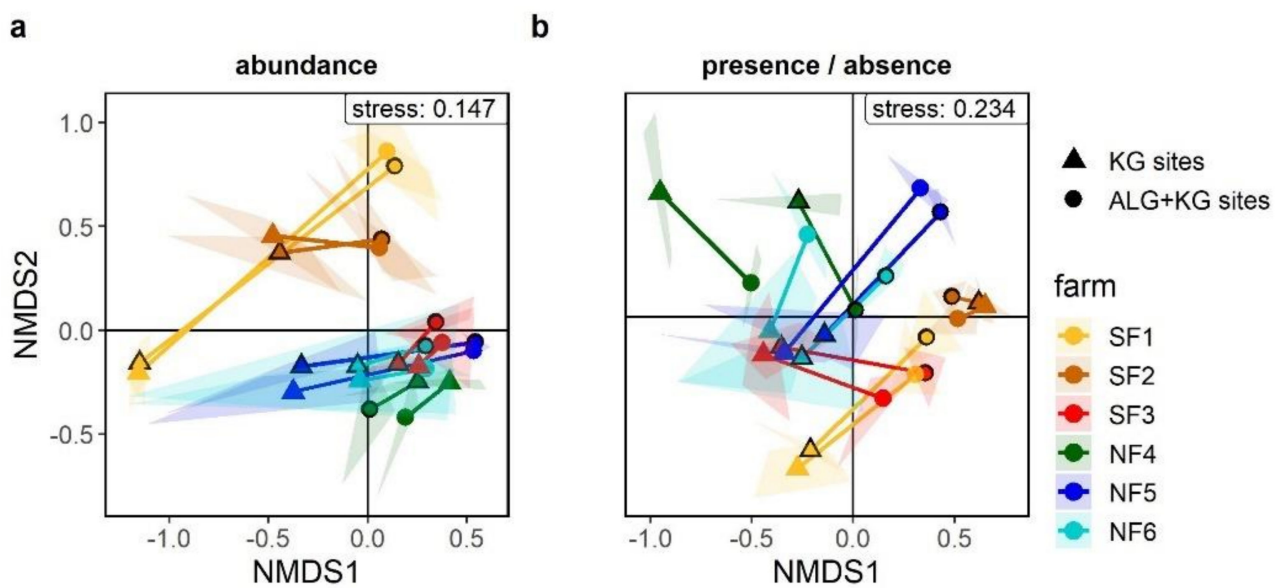 a
b
abundance
presence / absence
stress: 0.147
stress: 0.234
1.0
0.5
0.0
-0.5
NMDS2
-1.0 -0.5 0.0 0.5
-1.0 -0.5 0.0 0.5
NMDS1
NMDS1
KG sites
ALG+KG sites
farm
SF1
SF2
SF3
NF4
NF5
NF6